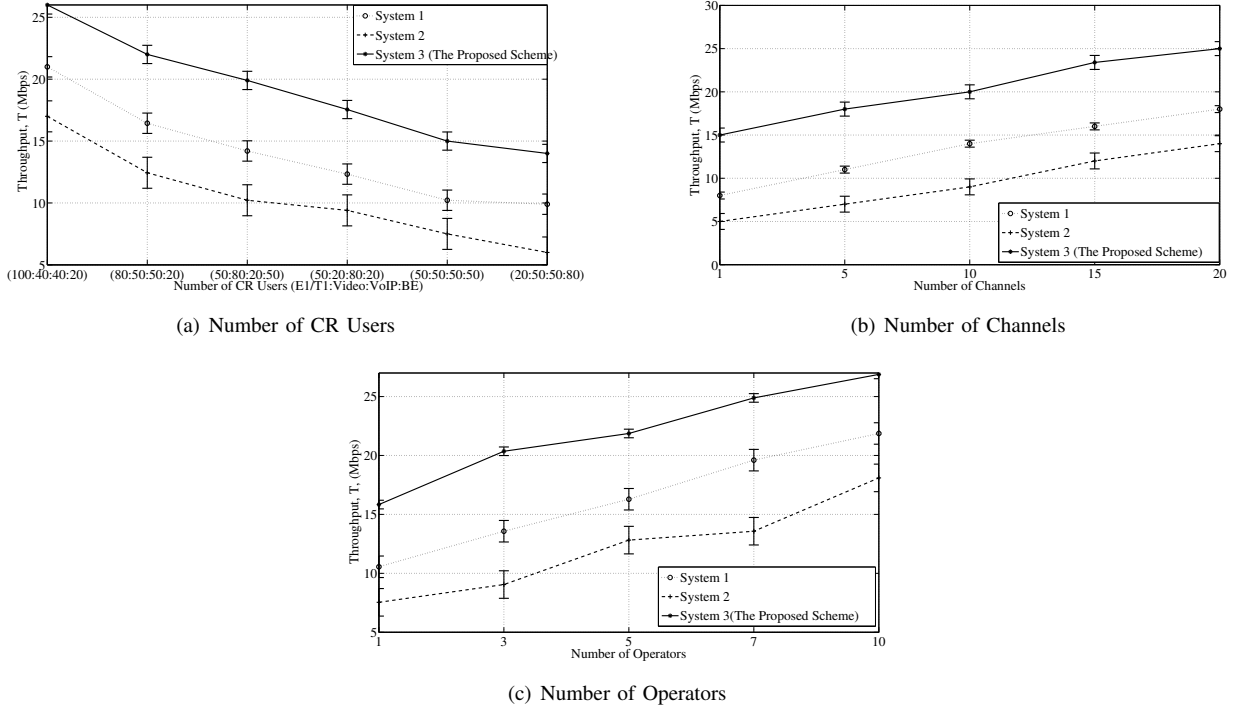 25
20
15
10
5
Throughput, T (Mbps)
System 1
System 2
System 3 (The Proposed Scheme)
(100:40:40:20) (80:50:50:20) (50:80:20:50) (50:20:80:20) (50:50:50:50) (20:50:50:80)
Number of CR Users (E1/T1:Video:VoIP:BE)
(a) Number of CR Users
30
25
20
15
10
5
0
Throughput, T (Mbps)
System 1
System 2
System 3 (The Proposed Scheme)
1 5 10 15 20
Number of Channels
(b) Number of Channels
25
20
15
10
5
Throughput, T, (Mbps)
System 1
System 2
System 3(The Proposed Scheme)
1 3 5 7 10
Number of Operators
(c) Number of Operators